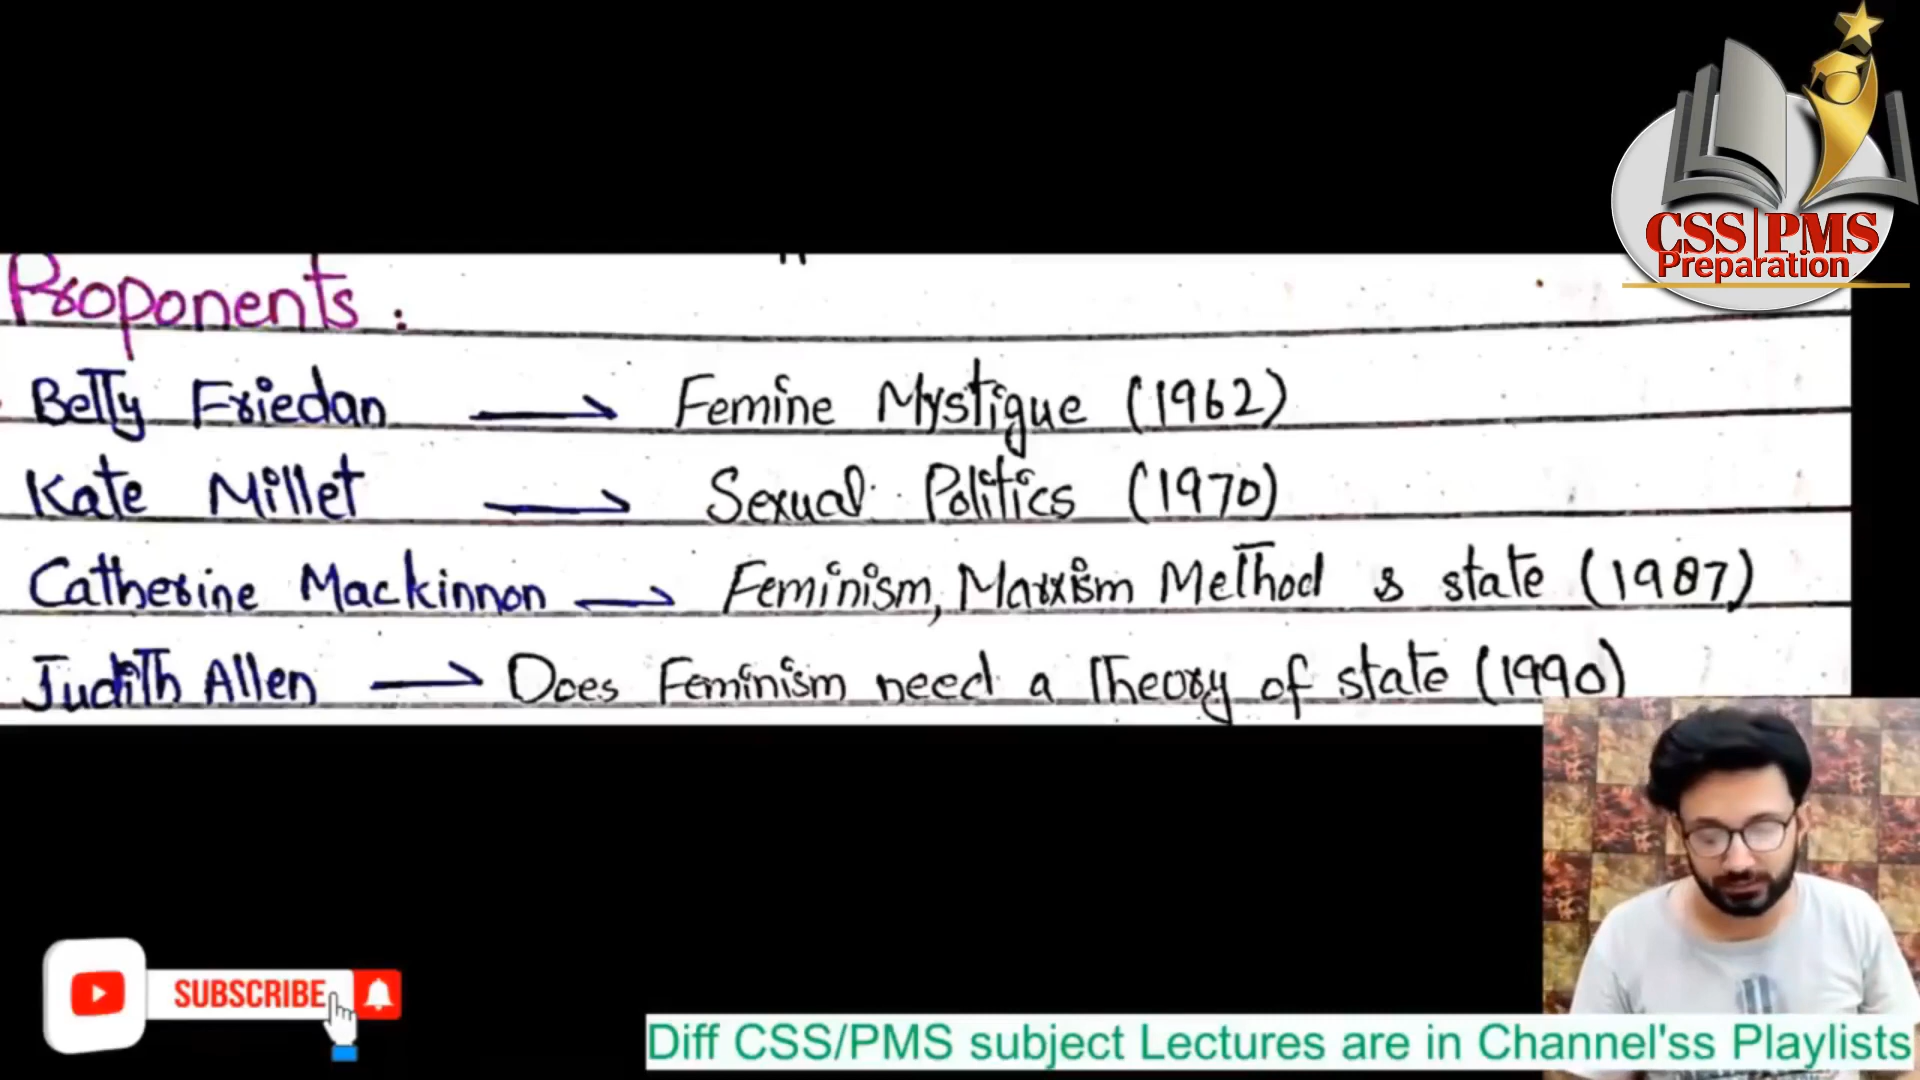 CSS|PMS
Preparation
Proponents :
Betty Friedan → Femine Mystique (1962)
Kate Millet → Sexual Politics (1970)
Catherine Mackinnon → Feminism, Marxism Method & state (1987)
Judith Allen → Does Feminism need a Theory of state (1990)
SUBSCRIBE
Diff CSS/PMS subject Lectures are in Channel'ss Playlists